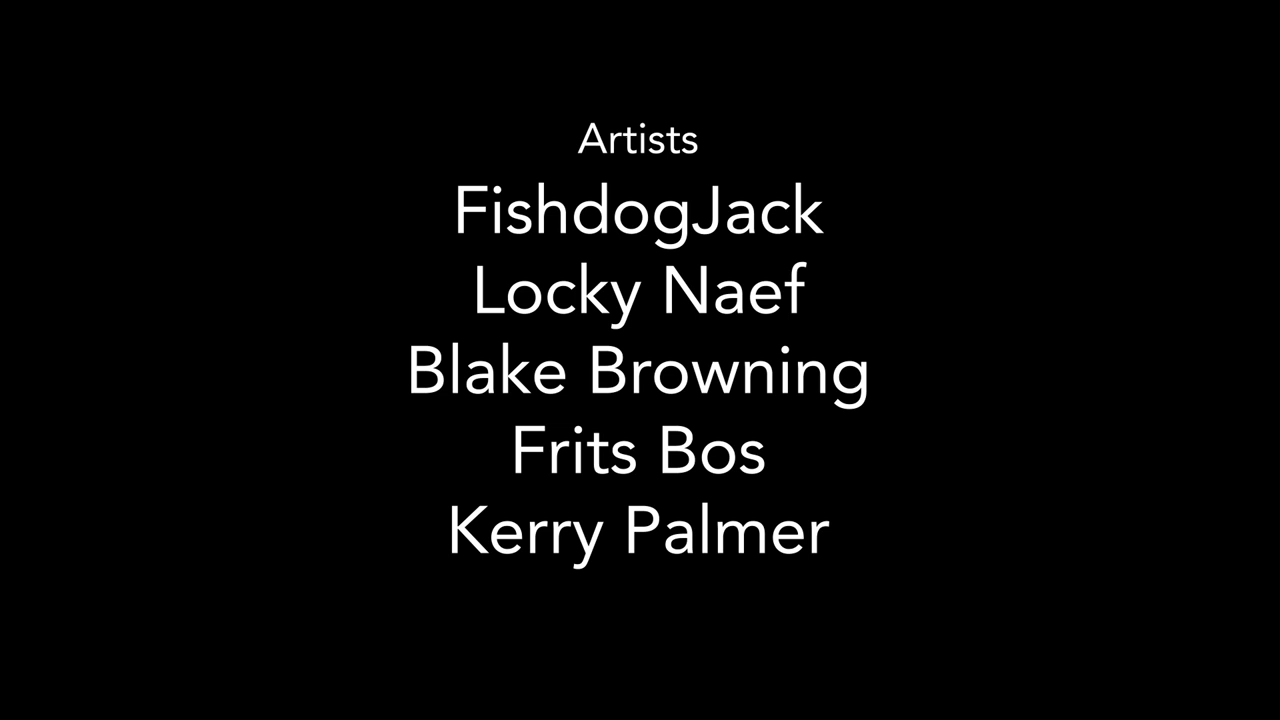 Artists
FishdogJack
Locky Naef
Blake Browning
Frits Bos
Kerry Palmer